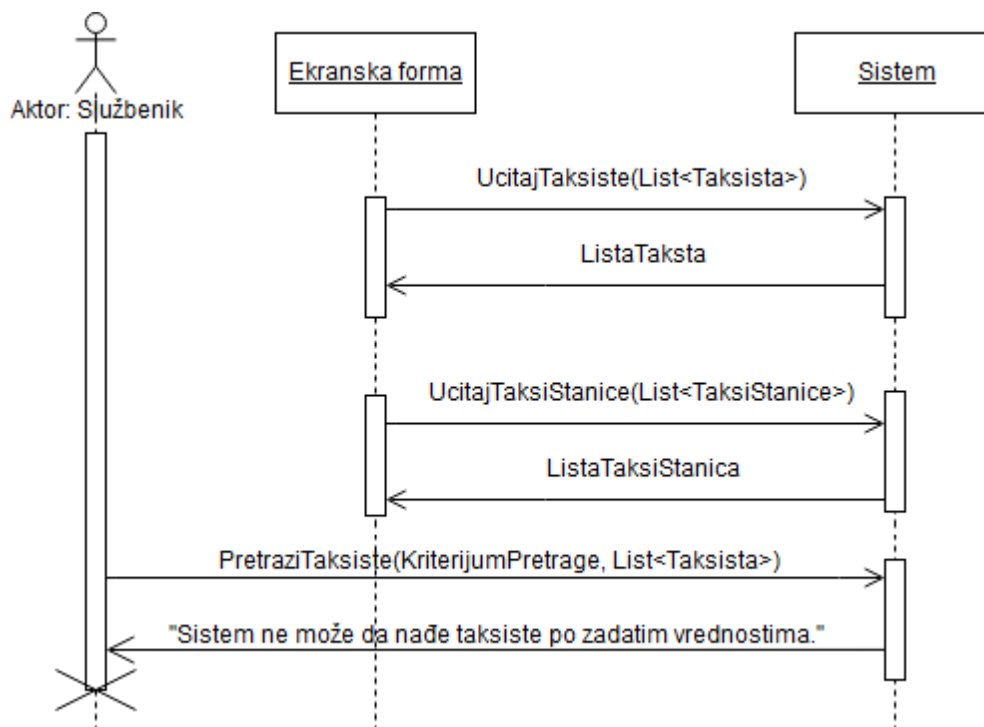 Ekranska forma
Sistem
Aktor: Službenik
UcitajTaksiste(List<Taksista>)
ListaTaksta
UcitajTaksiStanice(List<TaksiStanice>)
ListaTaksiStanica
PretraziTaksiste(KriterijumPretrage, List<Taksista>)
"Sistem ne može da nađe taksiste po zadatim vrednostima."